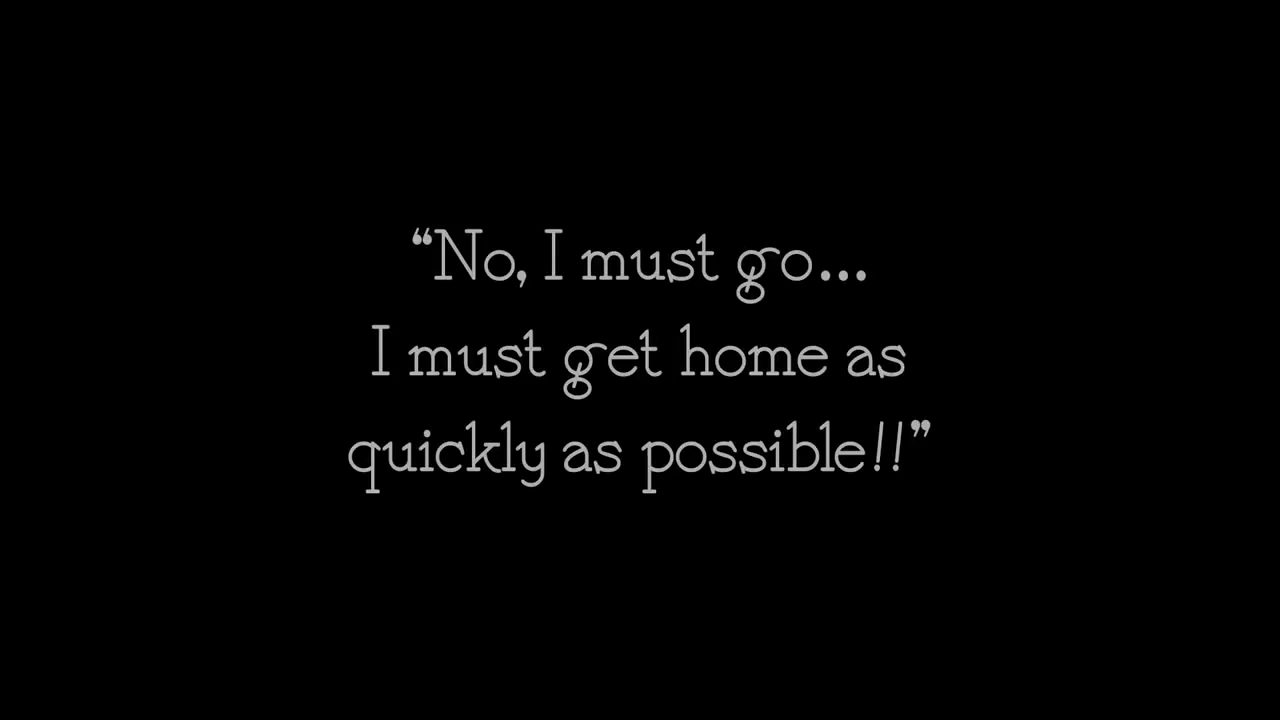 “No, I must go...
I must get home as
quickly as possible!!”